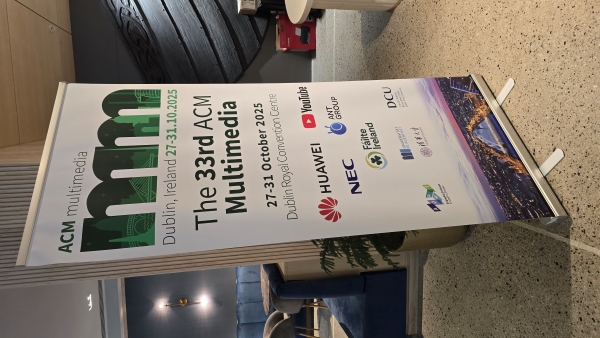 ACM multimedia
mm
Dublin, Ireland 27-31.10.2025
The 33rd ACM
Multimedia
27-31 October 2025
Dublin Royal Convention Centre
HUAWEI
YouTube
NEC
ANT
GROUP
Fáilte
Ireland
DCU